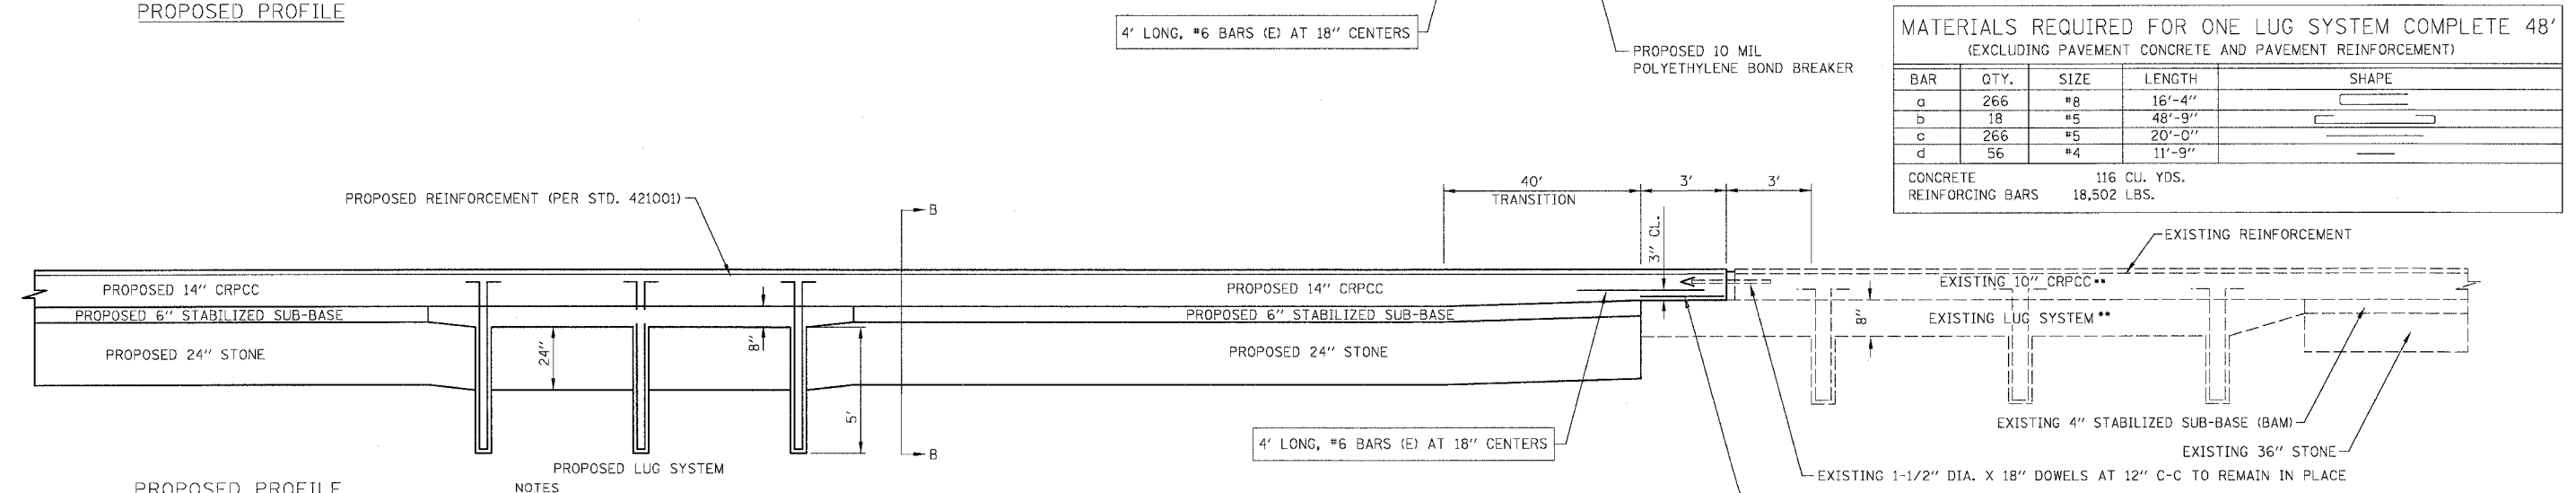 PROPOSED PROFILE
4' LONG, #6 BARS (E) AT 18" CENTERS
PROPOSED 10 MIL
POLYETHYLENE BOND BREAKER
MATERIALS REQUIRED FOR ONE LUG SYSTEM COMPLETE 48'
(EXCLUDING PAVEMENT CONCRETE AND PAVEMENT REINFORCEMENT)
BAR QTY. SIZE LENGTH SHAPE
a 266 #8 16'-4"
b 18 #5 48'-9"
c 266 #5 20'-0"
d 56 #4 11'-9"
CONCRETE 116 CU. YDS.
REINFORCING BARS 18,502 LBS.
PROPOSED REINFORCEMENT (PER STD. 421001)
B
40'
TRANSITION
3'
3'
3" CL.
EXISTING REINFORCEMENT
PROPOSED 14" CRPCC
PROPOSED 14" CRPCC
EXISTING 10" CRPCC**
PROPOSED 6" STABILIZED SUB-BASE
PROPOSED 6" STABILIZED SUB-BASE
EXISTING LUG SYSTEM**
8"
8"
PROPOSED 24" STONE
24"
PROPOSED 24" STONE
5'
EXISTING 4" STABILIZED SUB-BASE (BAM)
4' LONG, #6 BARS (E) AT 18" CENTERS
EXISTING 36" STONE
B
PROPOSED LUG SYSTEM
EXISTING 1-1/2" DIA. X 18" DOWELS AT 12" C-C TO REMAIN IN PLACE
PROPOSED PROFILE
NOTES